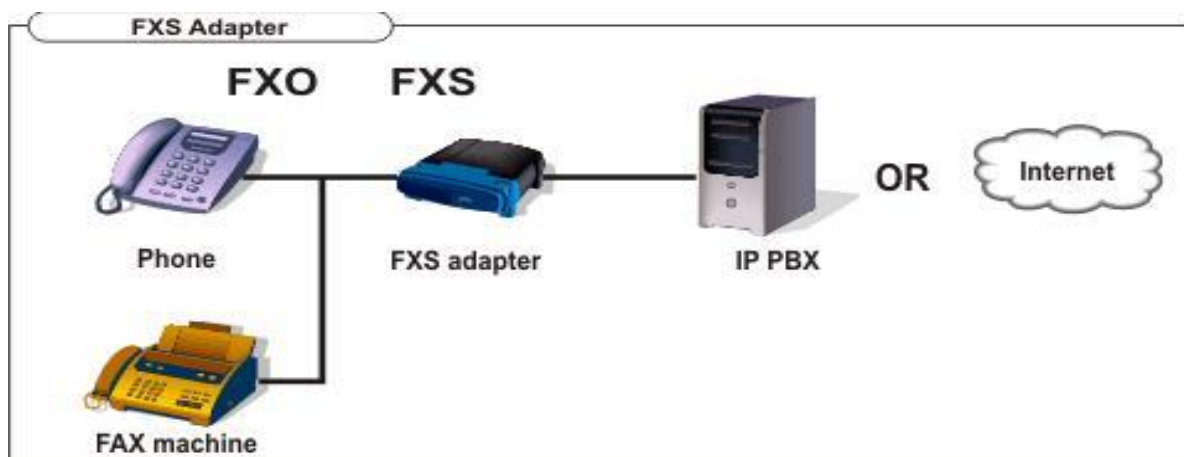 FXS Adapter
FXO FXS
OR
Internet
Phone
FXS adapter
IP PBX
FAX machine